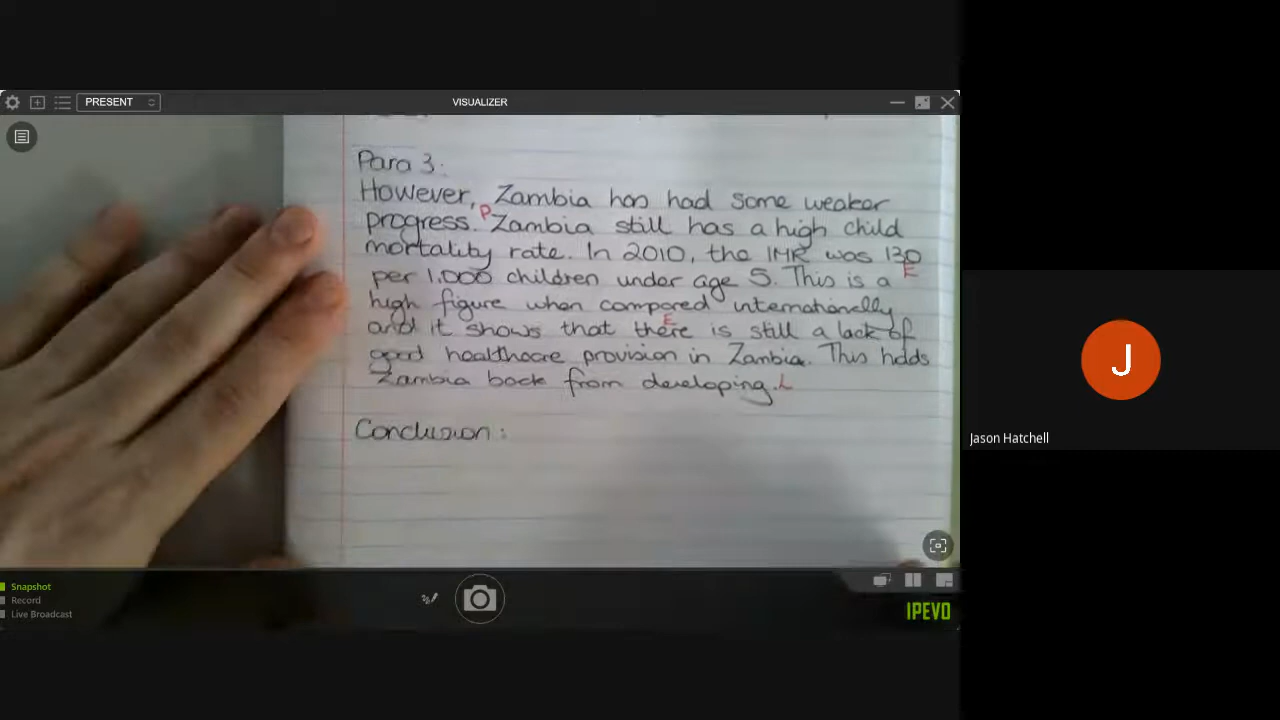 PRESENT
VISUALIZER
Para 3:
However, Zambia has had some weaker
progress. P Zambia still has a high child
mortality rate. In 2010, the IMR was 130
per 1.000 children under age 5. This is a E
high figure when compared internationally
and it shows that there is still a lack of
E
good healthcare provision in Zambia. This holds
Zambia back from developing. L
Conclusion:
Jason Hatchell
J
Snapshot
Record
Live Broadcast
IPEVO